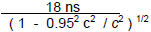 18 ns
( 1 - 0.95² c² / c² ) ^1/2